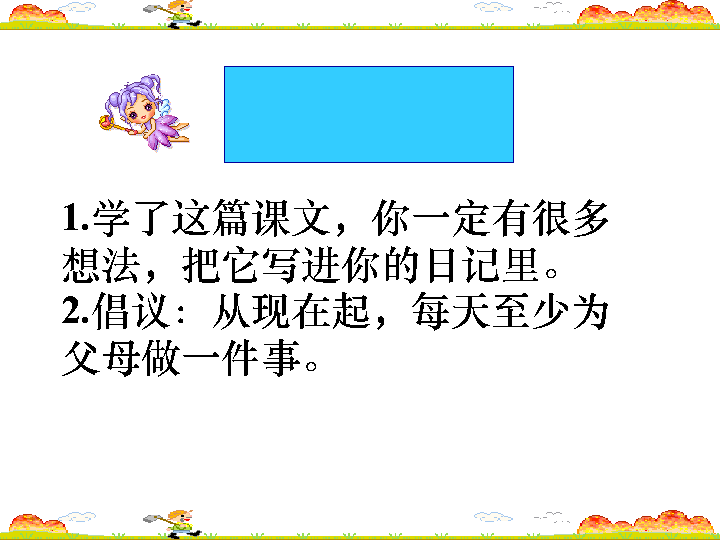 1.学了这篇课文，你一定有很多
想法，把它写进你的日记里。
2.倡议：从现在起，每天至少为
父母做一件事。